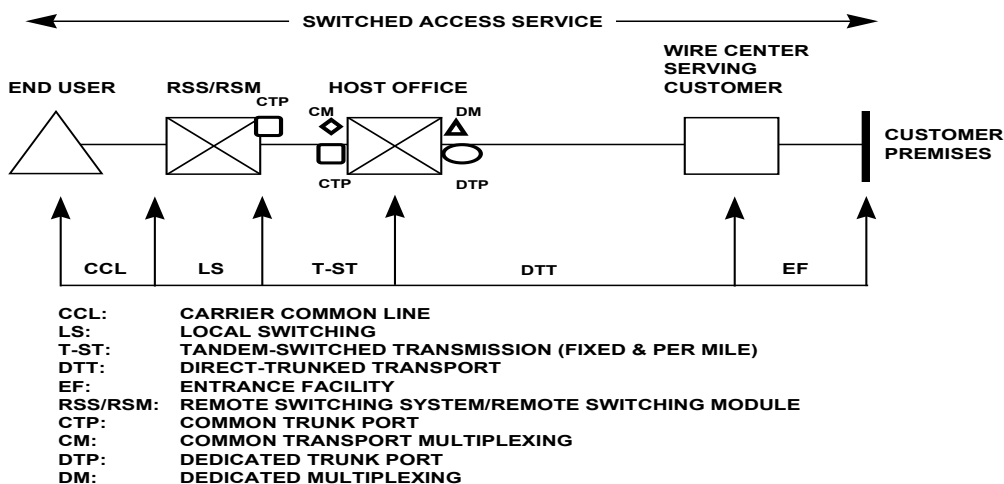 SWITCHED ACCESS SERVICE
WIRE CENTER
SERVING
CUSTOMER
END USER RSS/RSM HOST OFFICE
CTP CM DM
CUSTOMER
PREMISES
CTP DTP
CCL LS T-ST DTT EF
CCL: CARRIER COMMON LINE
LS: LOCAL SWITCHING
T-ST: TANDEM-SWITCHED TRANSMISSION (FIXED & PER MILE)
DTT: DIRECT-TRUNKED TRANSPORT
EF: ENTRANCE FACILITY
RSS/RSM: REMOTE SWITCHING SYSTEM/REMOTE SWITCHING MODULE
CTP: COMMON TRUNK PORT
CM: COMMON TRANSPORT MULTIPLEXING
DTP: DEDICATED TRUNK PORT
DM: DEDICATED MULTIPLEXING